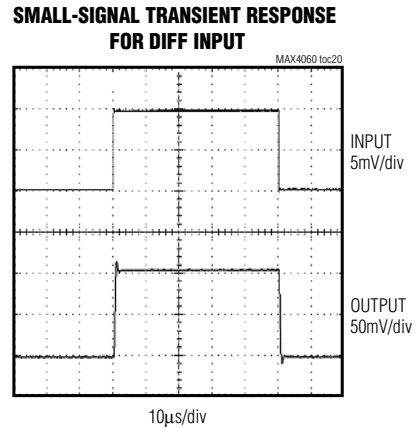 SMALL-SIGNAL TRANSIENT RESPONSE
FOR DIFF INPUT
MAX4060 toc20
INPUT
5mV/div
OUTPUT
50mV/div
10μs/div